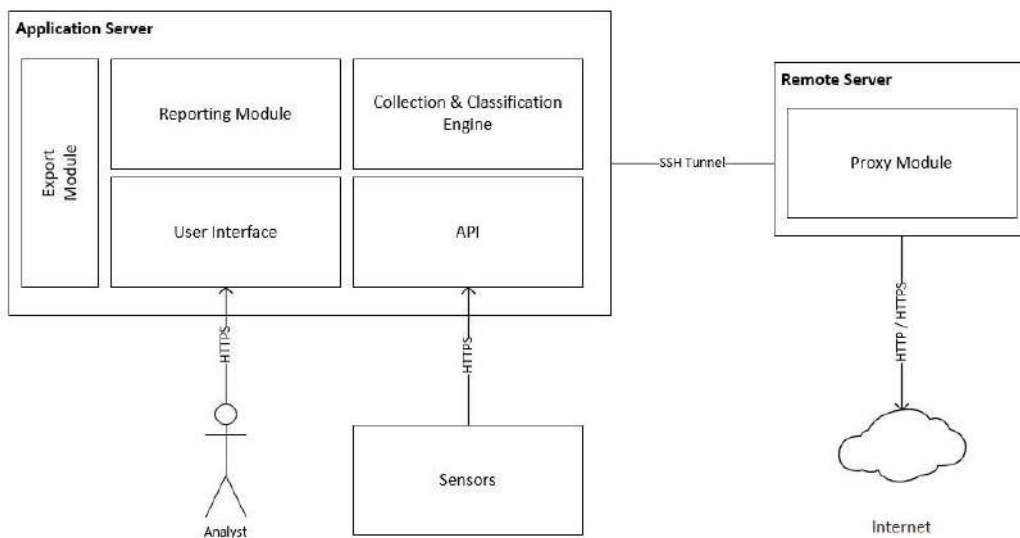 Application Server
Export
Module
Reporting Module
Collection & Classification
Engine
User Interface
API
SSH Tunnel
Remote Server
Proxy Module
HTTPS
HTTPS
HTTP / HTTPS
Analyst
Sensors
Internet